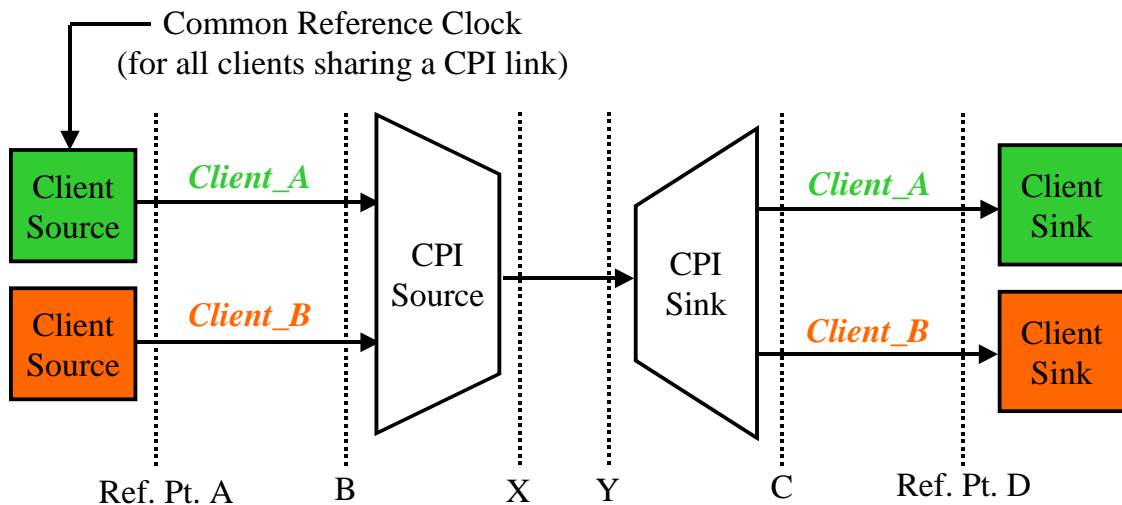 Common Reference Clock
(for all clients sharing a CPI link)
Client
Source
Client_A
CPI
Source
CPI
Sink
Client_A
Client
Sink
Client
Source
Client_B
Client_B
Client
Sink
Ref. Pt. A
B
X
Y
C
Ref. Pt. D